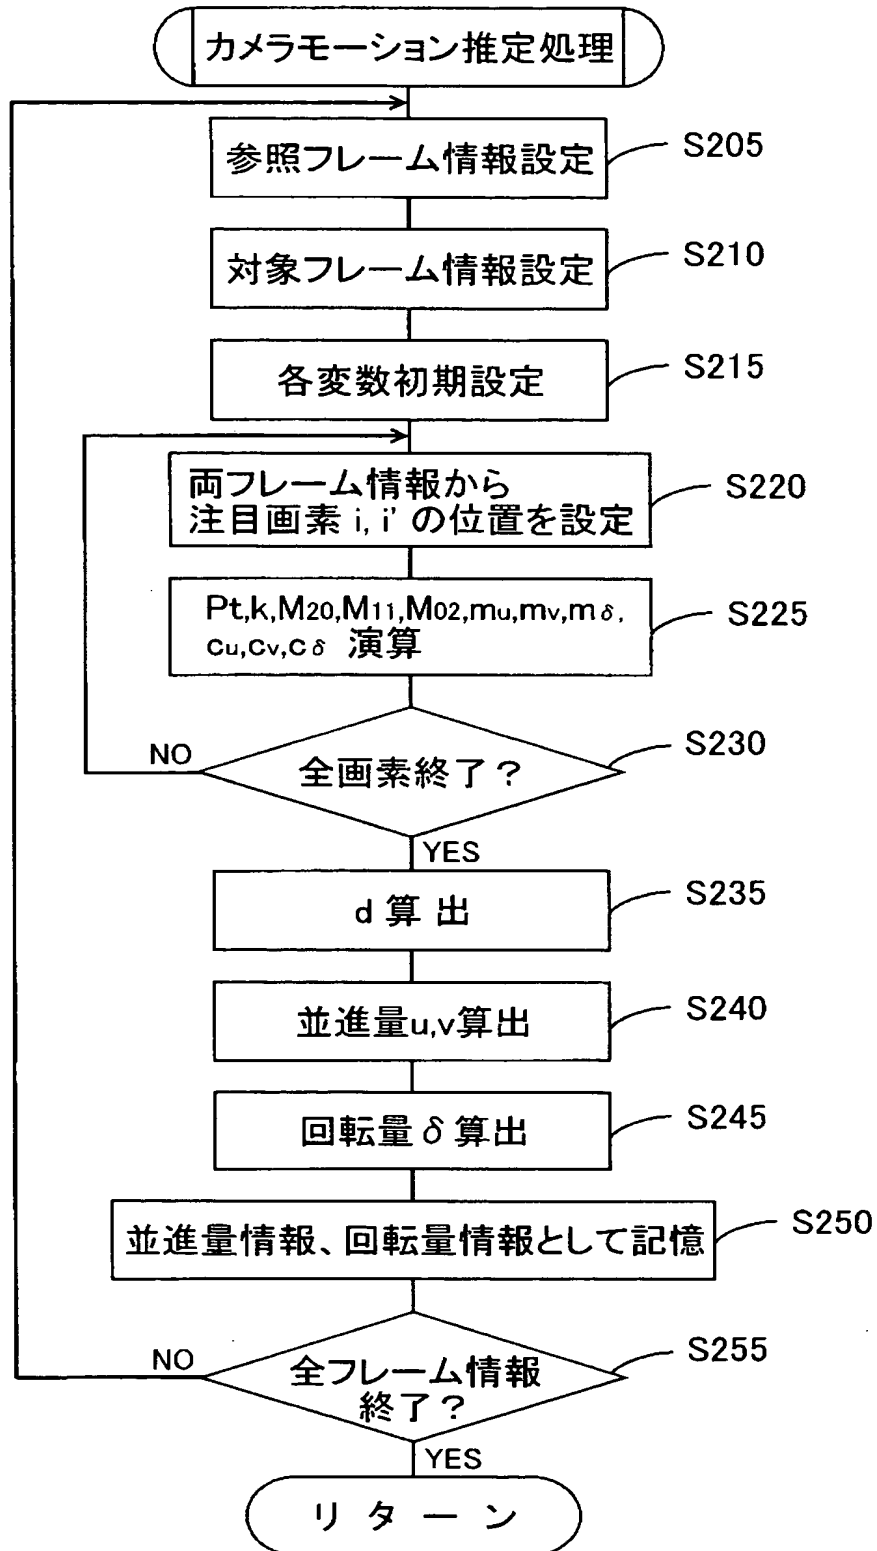 カメラモーション推定処理
参照フレーム情報設定
S205
対象フレーム情報設定
S210
各変数初期設定
S215
両フレーム情報から
注目画素 i, i' の位置を設定
S220
Pt,k,M20,M11,M02,mu,mv,mδ,
cu,cv,cδ 演算
S225
全画素終了?
S230
NO
YES
d 算 出
S235
並進量u,v算出
S240
回転量δ算出
S245
並進量情報、回転量情報として記憶
S250
全フレーム情報
終了?
S255
NO
YES
リ タ ー ン